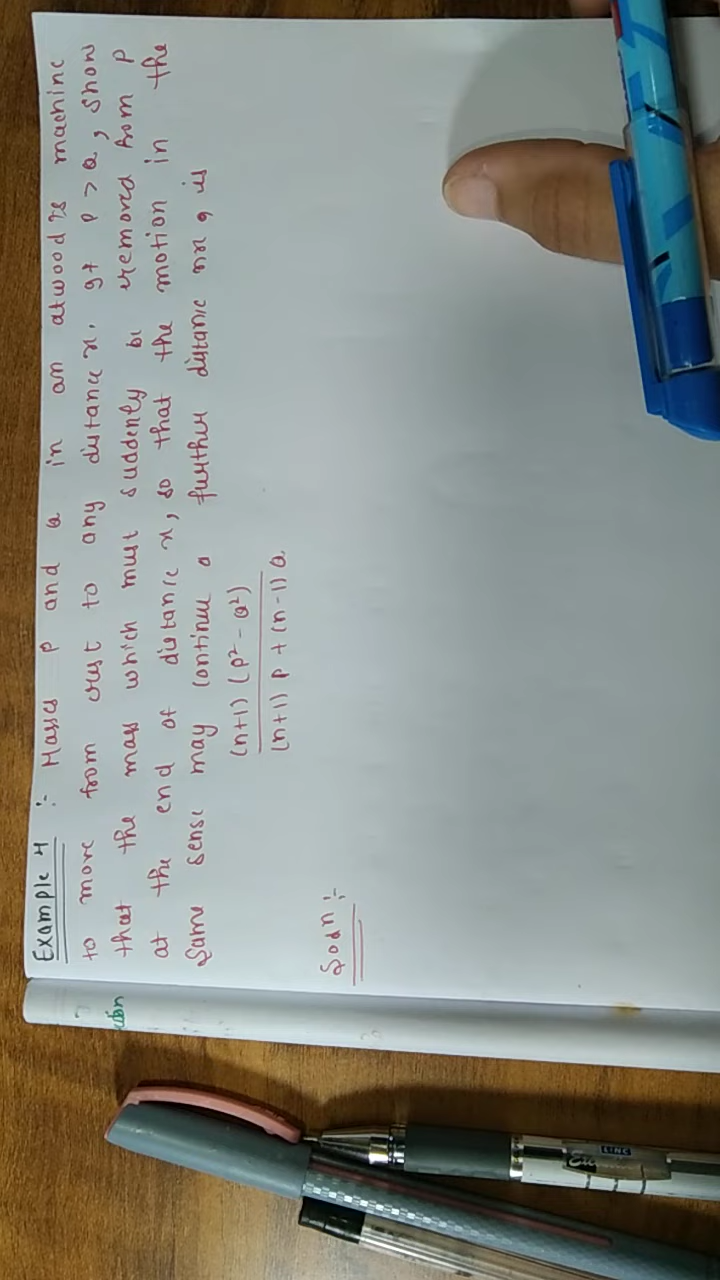 Example 4 :- Masses P and Q in an atwood's machine
to move from rest to any distance x. If P > Q, show
that the mass which must suddenly be removed from P
at the end of distance x, so that the motion in the
same sense may continue a further distance nx, is
(n+1) (P² - Q²)
(n+1) P + (n-1) Q
Soln :-
LINC